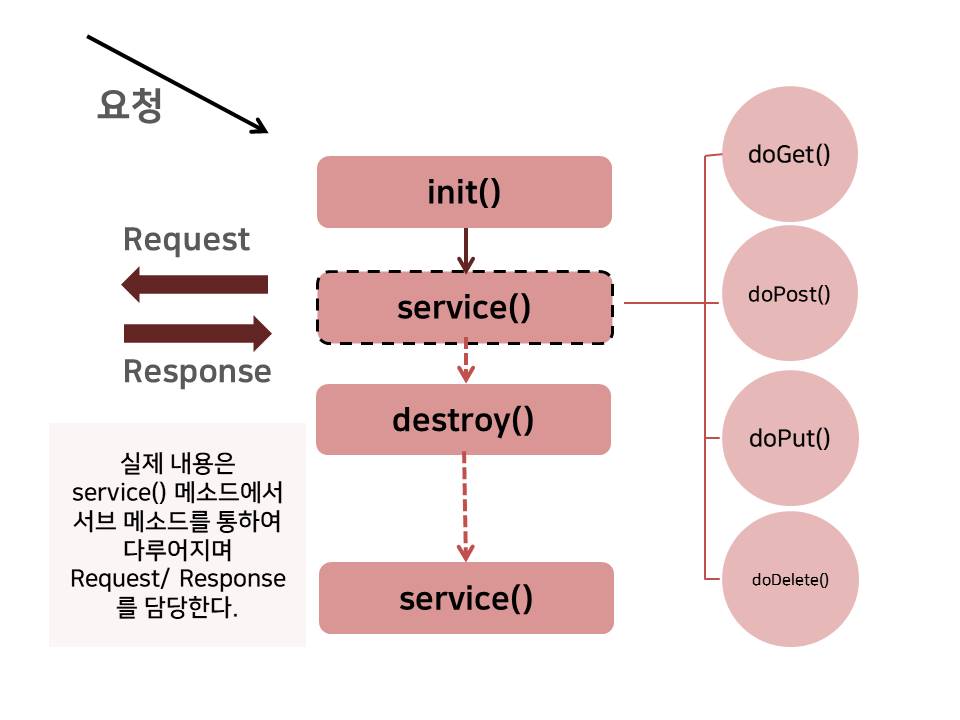 요청
init()
Request
service()
Response
destroy()
실제 내용은
service() 메소드에서
서브 메소드를 통하여
다루어지며
Request/ Response
를 담당한다.
service()
doGet()
doPost()
doPut()
doDelete()